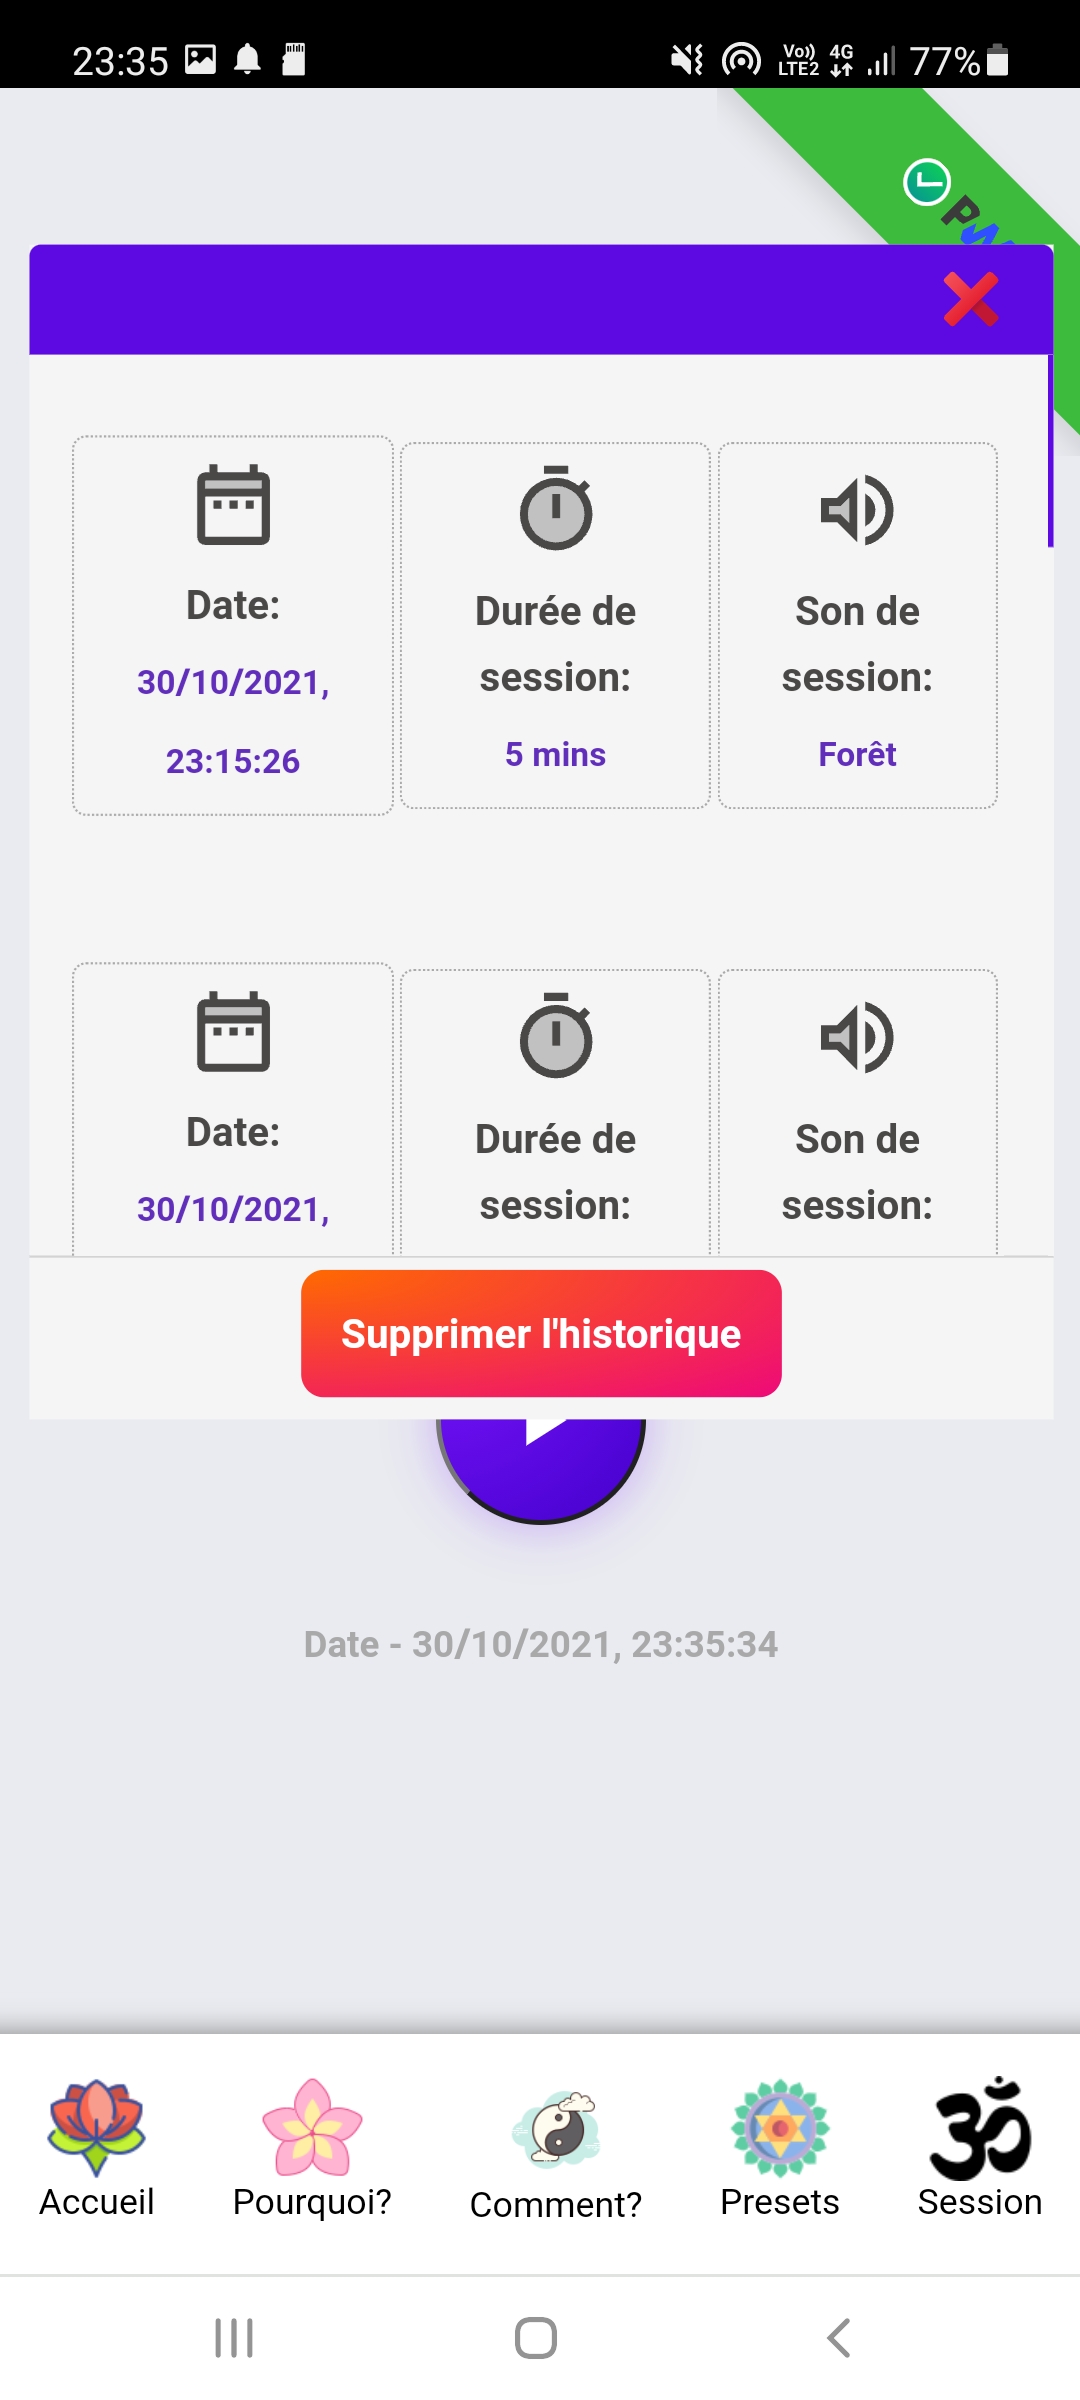 23:35 Vo)) LTE2 4G 77%
Date:
30/10/2021,
23:15:26
Durée de
session:
5 mins
Son de
session:
Forêt
Date:
30/10/2021,
Durée de
session:
Son de
session:
Supprimer l'historique
Date - 30/10/2021, 23:35:34
Accueil
Pourquoi?
Comment?
Presets
Session